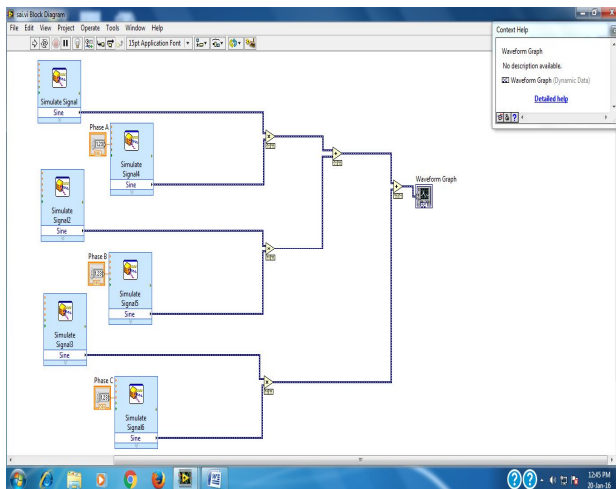 sai.vi Block Diagram
File Edit View Project Operate Tools Window Help
15pt Application Font
Context Help
Waveform Graph
No description available.
Waveform Graph (Dynamic Data)
Detailed help
Simulate Signal
Sine
Phase A
Simulate
Signal4
Sine
Simulate
Signal2
Sine
Phase B
Simulate
Signal5
Sine
Simulate
Signal3
Sine
Phase C
Simulate
Signal6
Sine
Waveform Graph
12:45 PM
20-Jan-16